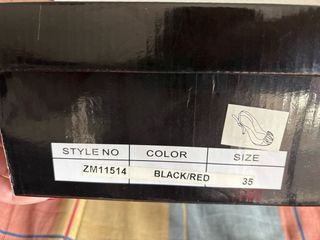 STYLE NO COLOR SIZE
ZM11514 BLACK/RED 35